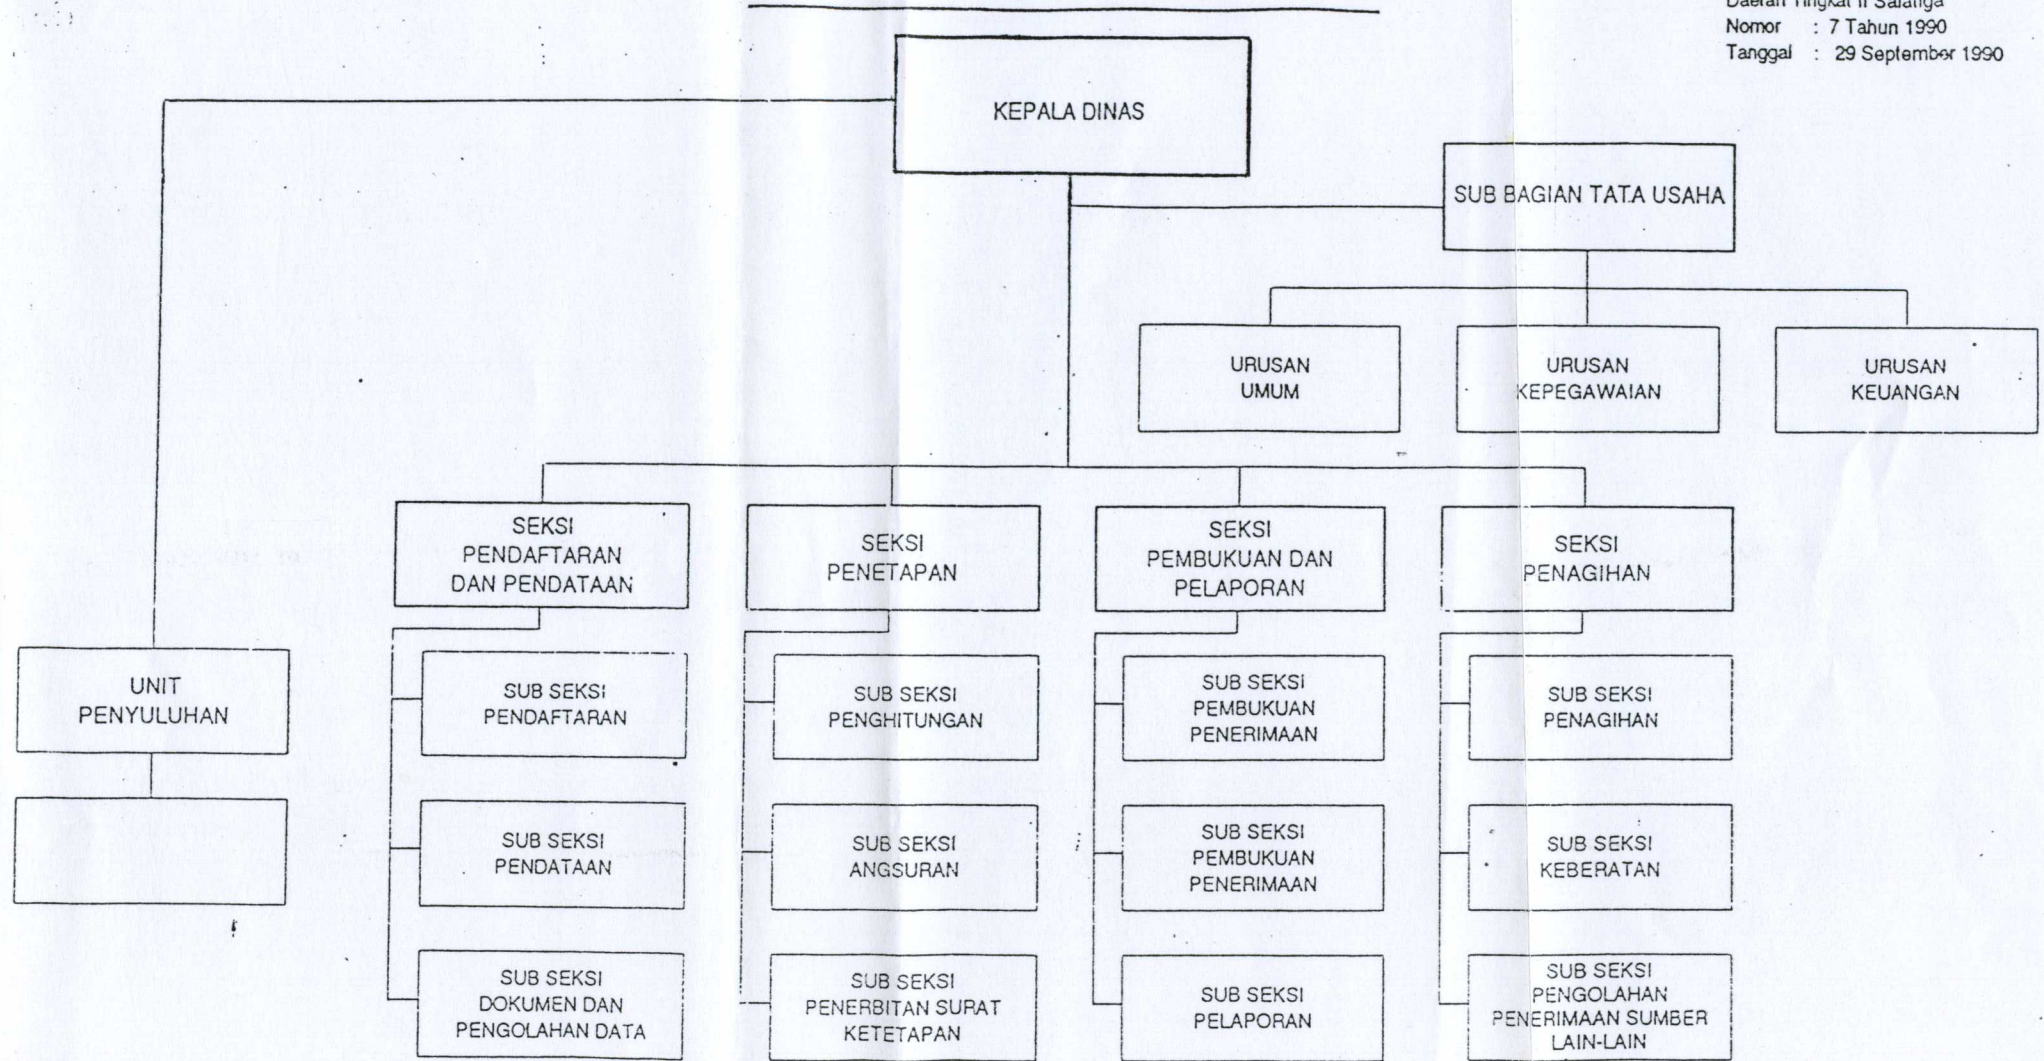 Daerah Tingkat II Salatiga
Nomor : 7 Tahun 1990
Tanggal : 29 September 1990
KEPALA DINAS
SUB BAGIAN TATA USAHA
URUSAN
UMUM
URUSAN
KEPEGAWAIAN
URUSAN
KEUANGAN
SEKSI
PENDAFTARAN
DAN PENDATAAN
SEKSI
PENETAPAN
SEKSI
PEMBUKUAN DAN
PELAPORAN
SEKSI
PENAGIHAN
UNIT
PENYULUHAN
SUB SEKSI
PENDAFTARAN
SUB SEKSI
PENGHITUNGAN
SUB SEKSI
PEMBUKUAN
PENERIMAAN
SUB SEKSI
PENAGIHAN
SUB SEKSI
PENDATAAN
SUB SEKSI
ANGSURAN
SUB SEKSI
PEMBUKUAN
PENERIMAAN
SUB SEKSI
KEBERATAN
SUB SEKSI
DOKUMEN DAN
PENGOLAHAN DATA
SUB SEKSI
PENERBITAN SURAT
KETETAPAN
SUB SEKSI
PELAPORAN
SUB SEKSI
PENGOLAHAN
PENERIMAAN SUMBER
LAIN-LAIN